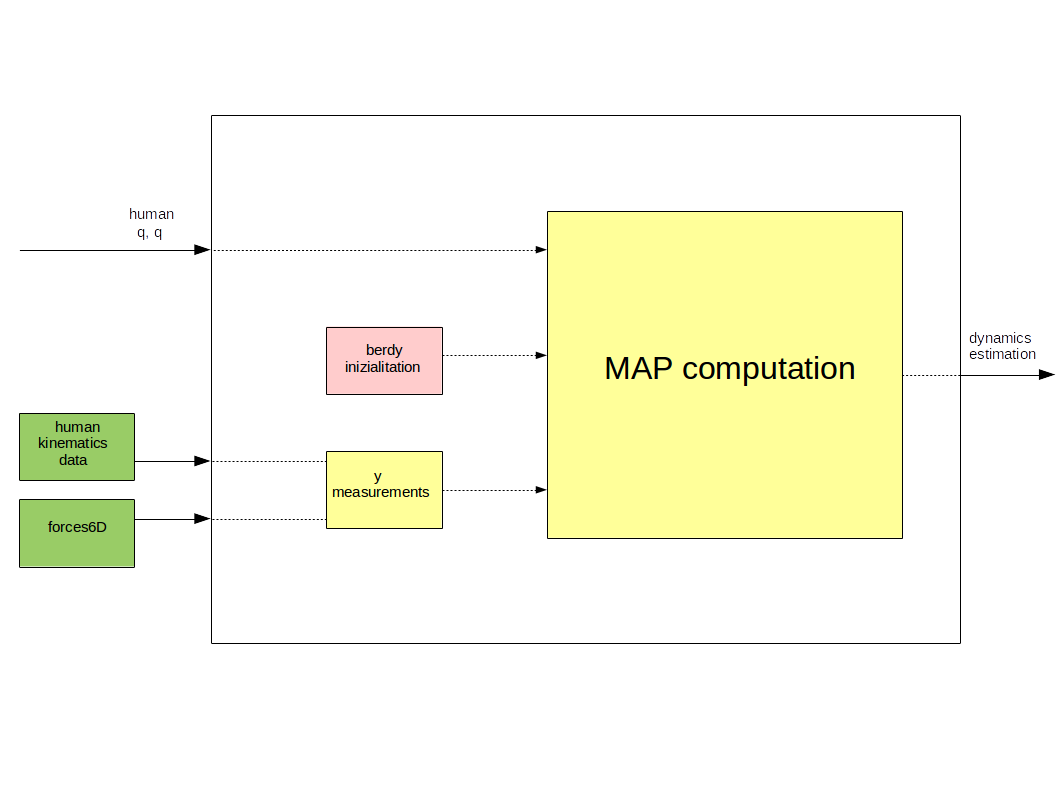 human
q, q
berdy
inizialitation
MAP computation
dynamics
estimation
human
kinematics
data
y
measurements
forces6D